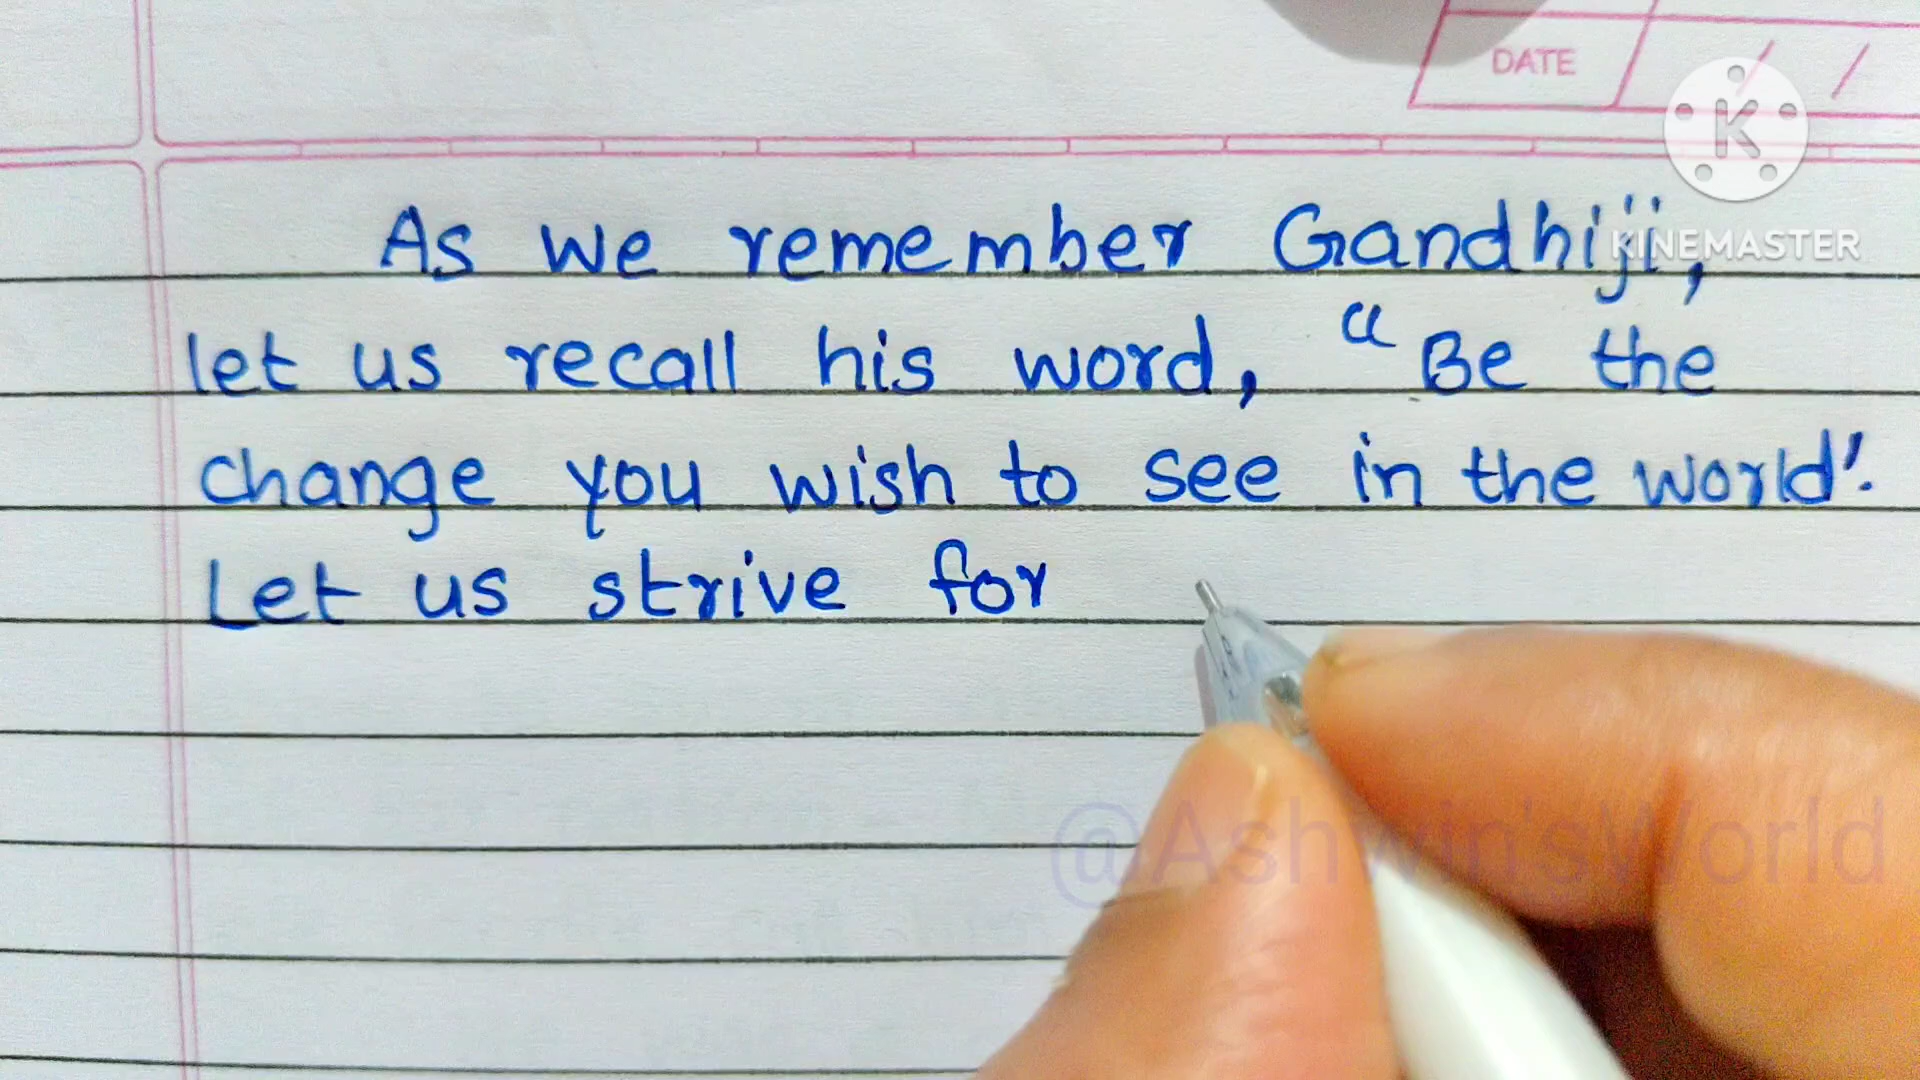 DATE / /
K
KINEMASTER
As we remember Gandhiji,
let us recall his word, “ Be the
change you wish to see in the world'.
Let us strive for
@Ashwin'sWorld